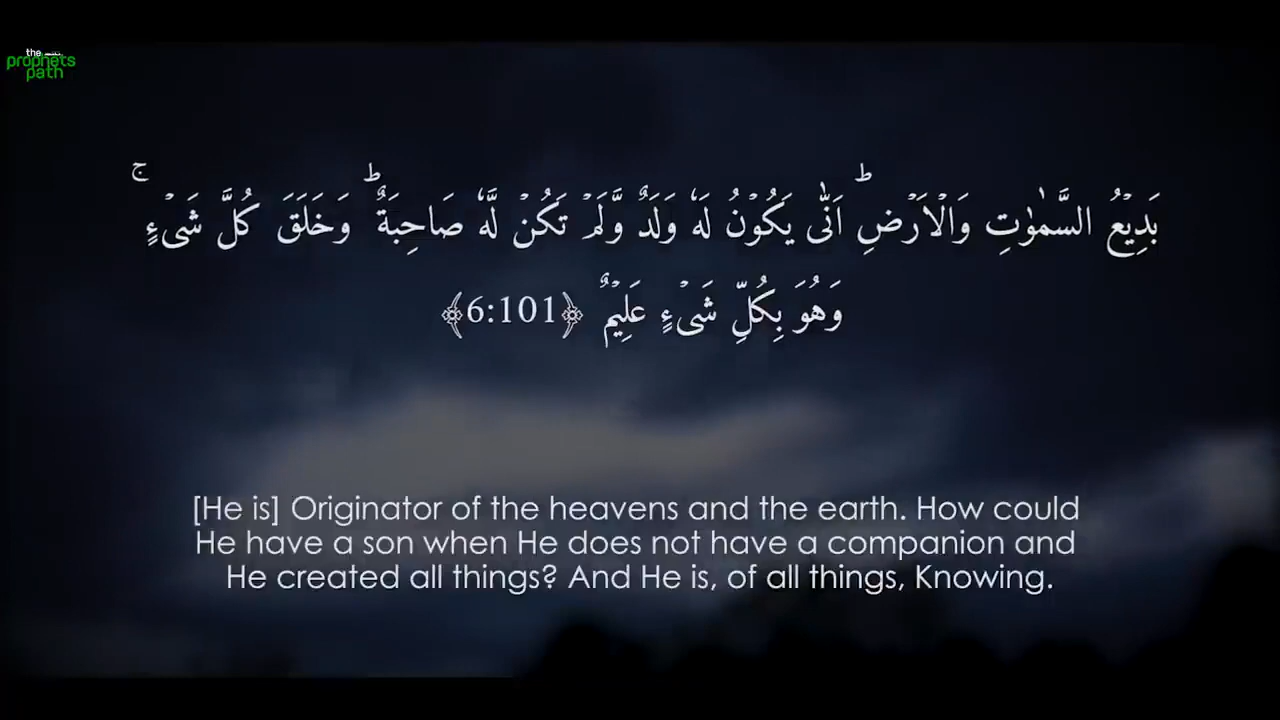 the
prophets
path
بَدِيْعُ السَّمٰوٰتِ وَالْاَرْضِ ؕ اَنّٰى يَكُوْنُ لَهٗ وَلَدٌ وَّلَمْ تَكُنْ لَّهٗ صَاحِبَةٌ ؕ وَخَلَقَ كُلَّ شَىْءٍ ۚ
وَهُوَ بِكُلِّ شَىْءٍ عَلِيْمٌ ﴿6:101﴾
[He is] Originator of the heavens and the earth. How could
He have a son when He does not have a companion and
He created all things? And He is, of all things, Knowing.